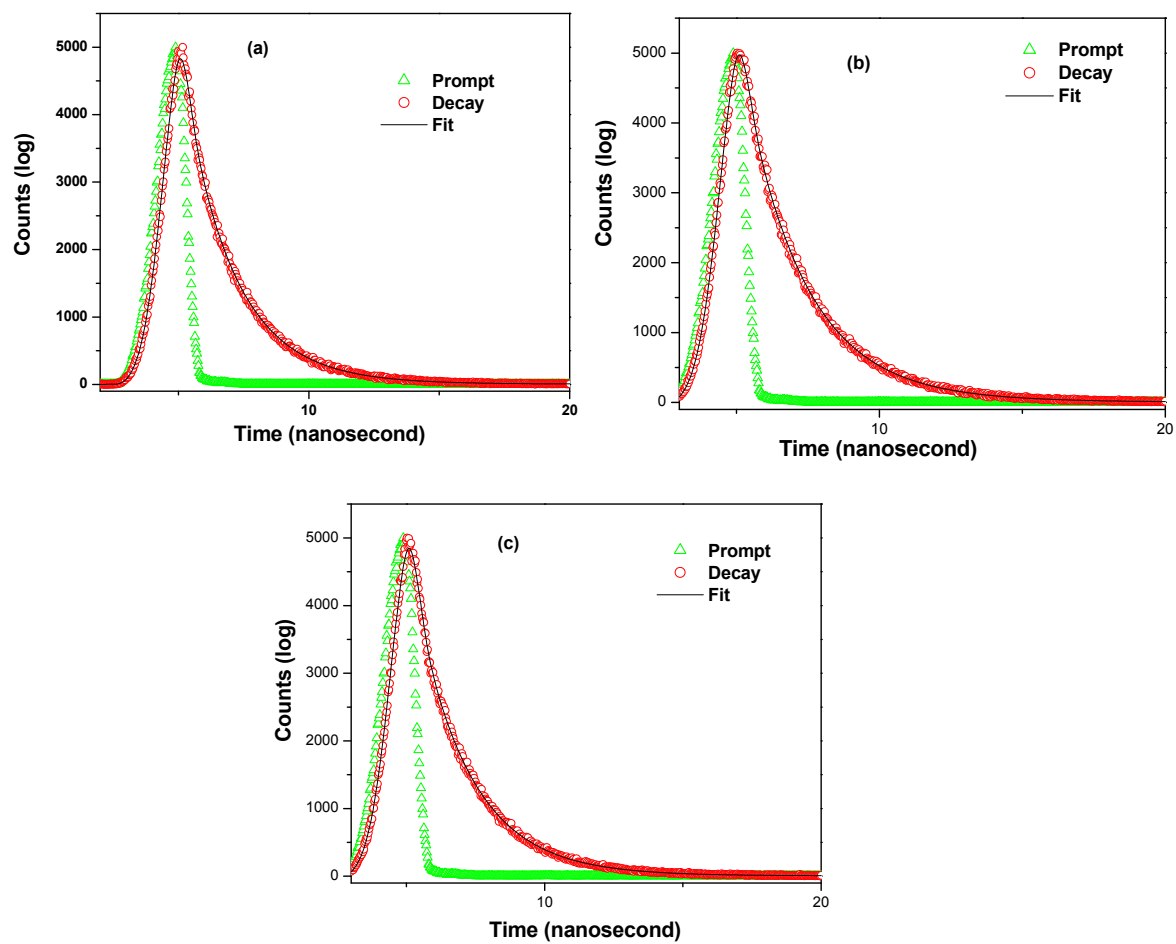 (a)
Prompt
Decay
Fit
Counts (log)
5000
4000
3000
2000
1000
0
10
20
Time (nanosecond)
(b)
Prompt
Decay
Fit
Counts (log)
5000
4000
3000
2000
1000
0
10
20
Time (nanosecond)
(c)
Prompt
Decay
Fit
Counts (log)
5000
4000
3000
2000
1000
0
10
20
Time (nanosecond)